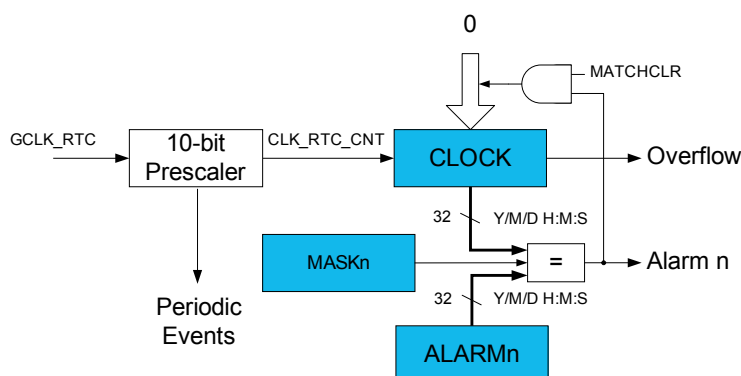 0
MATCHCLR
GCLK_RTC
10-bit
Prescaler
CLK_RTC_CNT
CLOCK
Overflow
32
Y/M/D H:M:S
MASKn
=
Alarm n
32
Y/M/D H:M:S
Periodic
Events
ALARMn